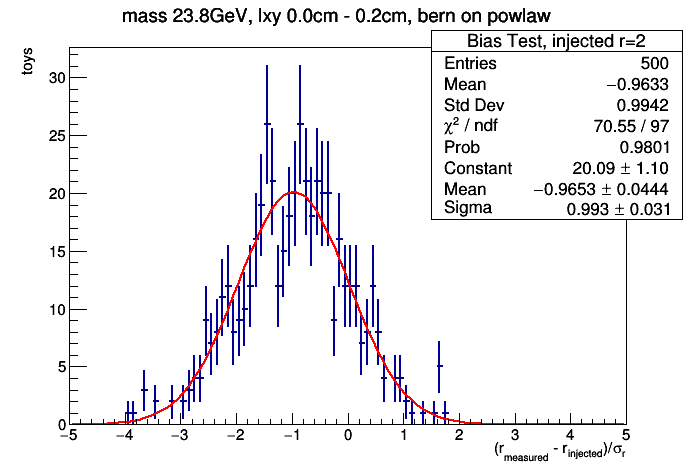 mass 23.8GeV, lxy 0.0cm - 0.2cm, bern on powlaw
toys
Bias Test, injected r=2
Entries 500
Mean −0.9633
Std Dev 0.9942
χ² / ndf 70.55 / 97
Prob 0.9801
Constant 20.09 ± 1.10
Mean −0.9653 ± 0.0444
Sigma 0.993 ± 0.031
30
25
20
15
10
5
0
−5 −4 −3 −2 −1 0 1 2 3 4 5
(r_measured - r_injected)/σ_r